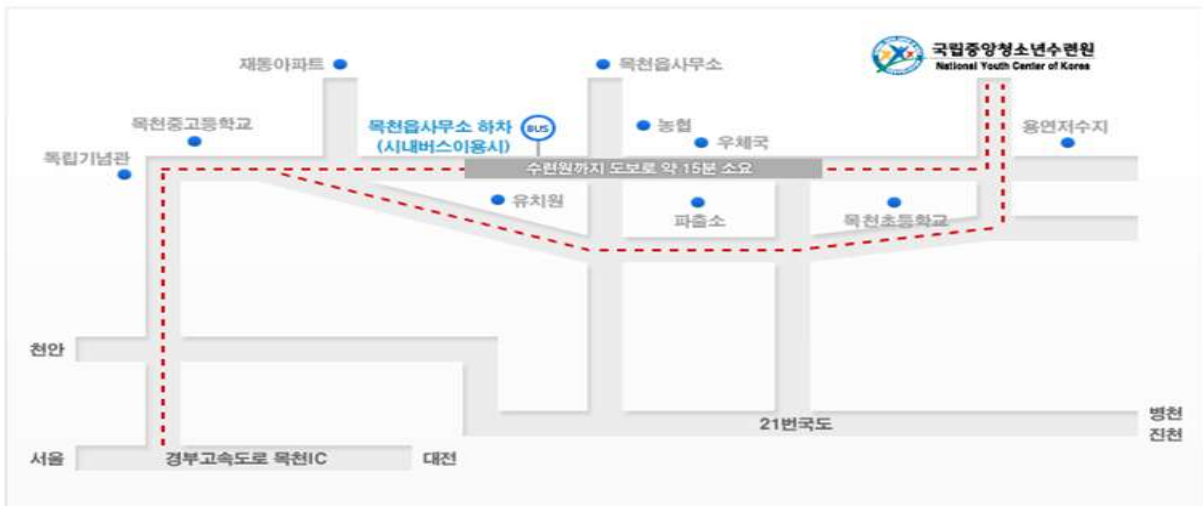 국립중앙청소년수련원
National Youth Center of Korea
재동아파트
목천읍사무소
목천중고등학교
목천읍사무소 하차
(시내버스이용시)
BUS
농협
우체국
용연저수지
독립기념관
수련원까지 도보로 약 15분 소요
유치원
파출소
목천초등학교
천안
21번국도
병천
진천
서울
경부고속도로 목천IC
대전